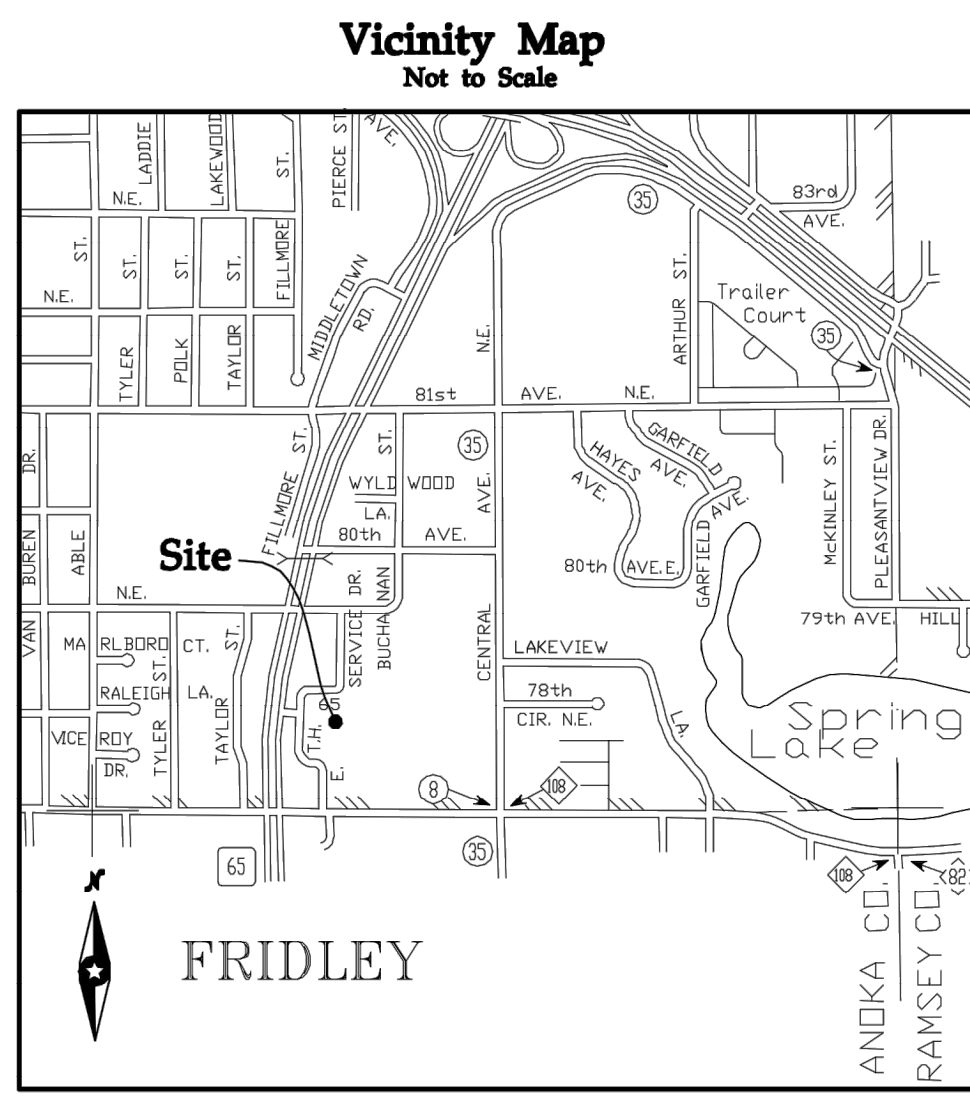 Vicinity Map
Not to Scale
LADDIE
LAKEWOOD
ST.
PIERCE ST.
AVE.
N.E.
35
83rd
AVE.
ST.
ST.
ST.
ST.
FILLMORE
N.E.
MIDDLETOWN
RD.
N.E.
ARTHUR ST.
Trailer
Court
35
TYLER
POLK
TAYLOR
81st
AVE.
N.E.
DR.
ST.
ST.
35
GARFIELD
AVE.
HAYES
AVE.
AVE.
WYLD WOOD
LA.
AVE.
McKINLEY ST.
PLEASANTVIEW DR.
BUREN
ABLE
FILLMORE
80th
AVE.
80th
AVE.E.
GARFIELD
Site
N.E.
SERVICE DR.
BUCHANAN
79th AVE.
HILL
VAN
MARLBORO
CT.
ST.
CENTRAL
LAKEVIEW
ST.
RALEIGH
LA.
65
78th
CIR. N.E.
LA.
Spring
Lake
VICEROY
DR.
TYLER
TAYLOR
T.H.
E.
8
108
65
35
108
82
N
FRIDLEY
ANOKA CO.
RAMSEY CO.